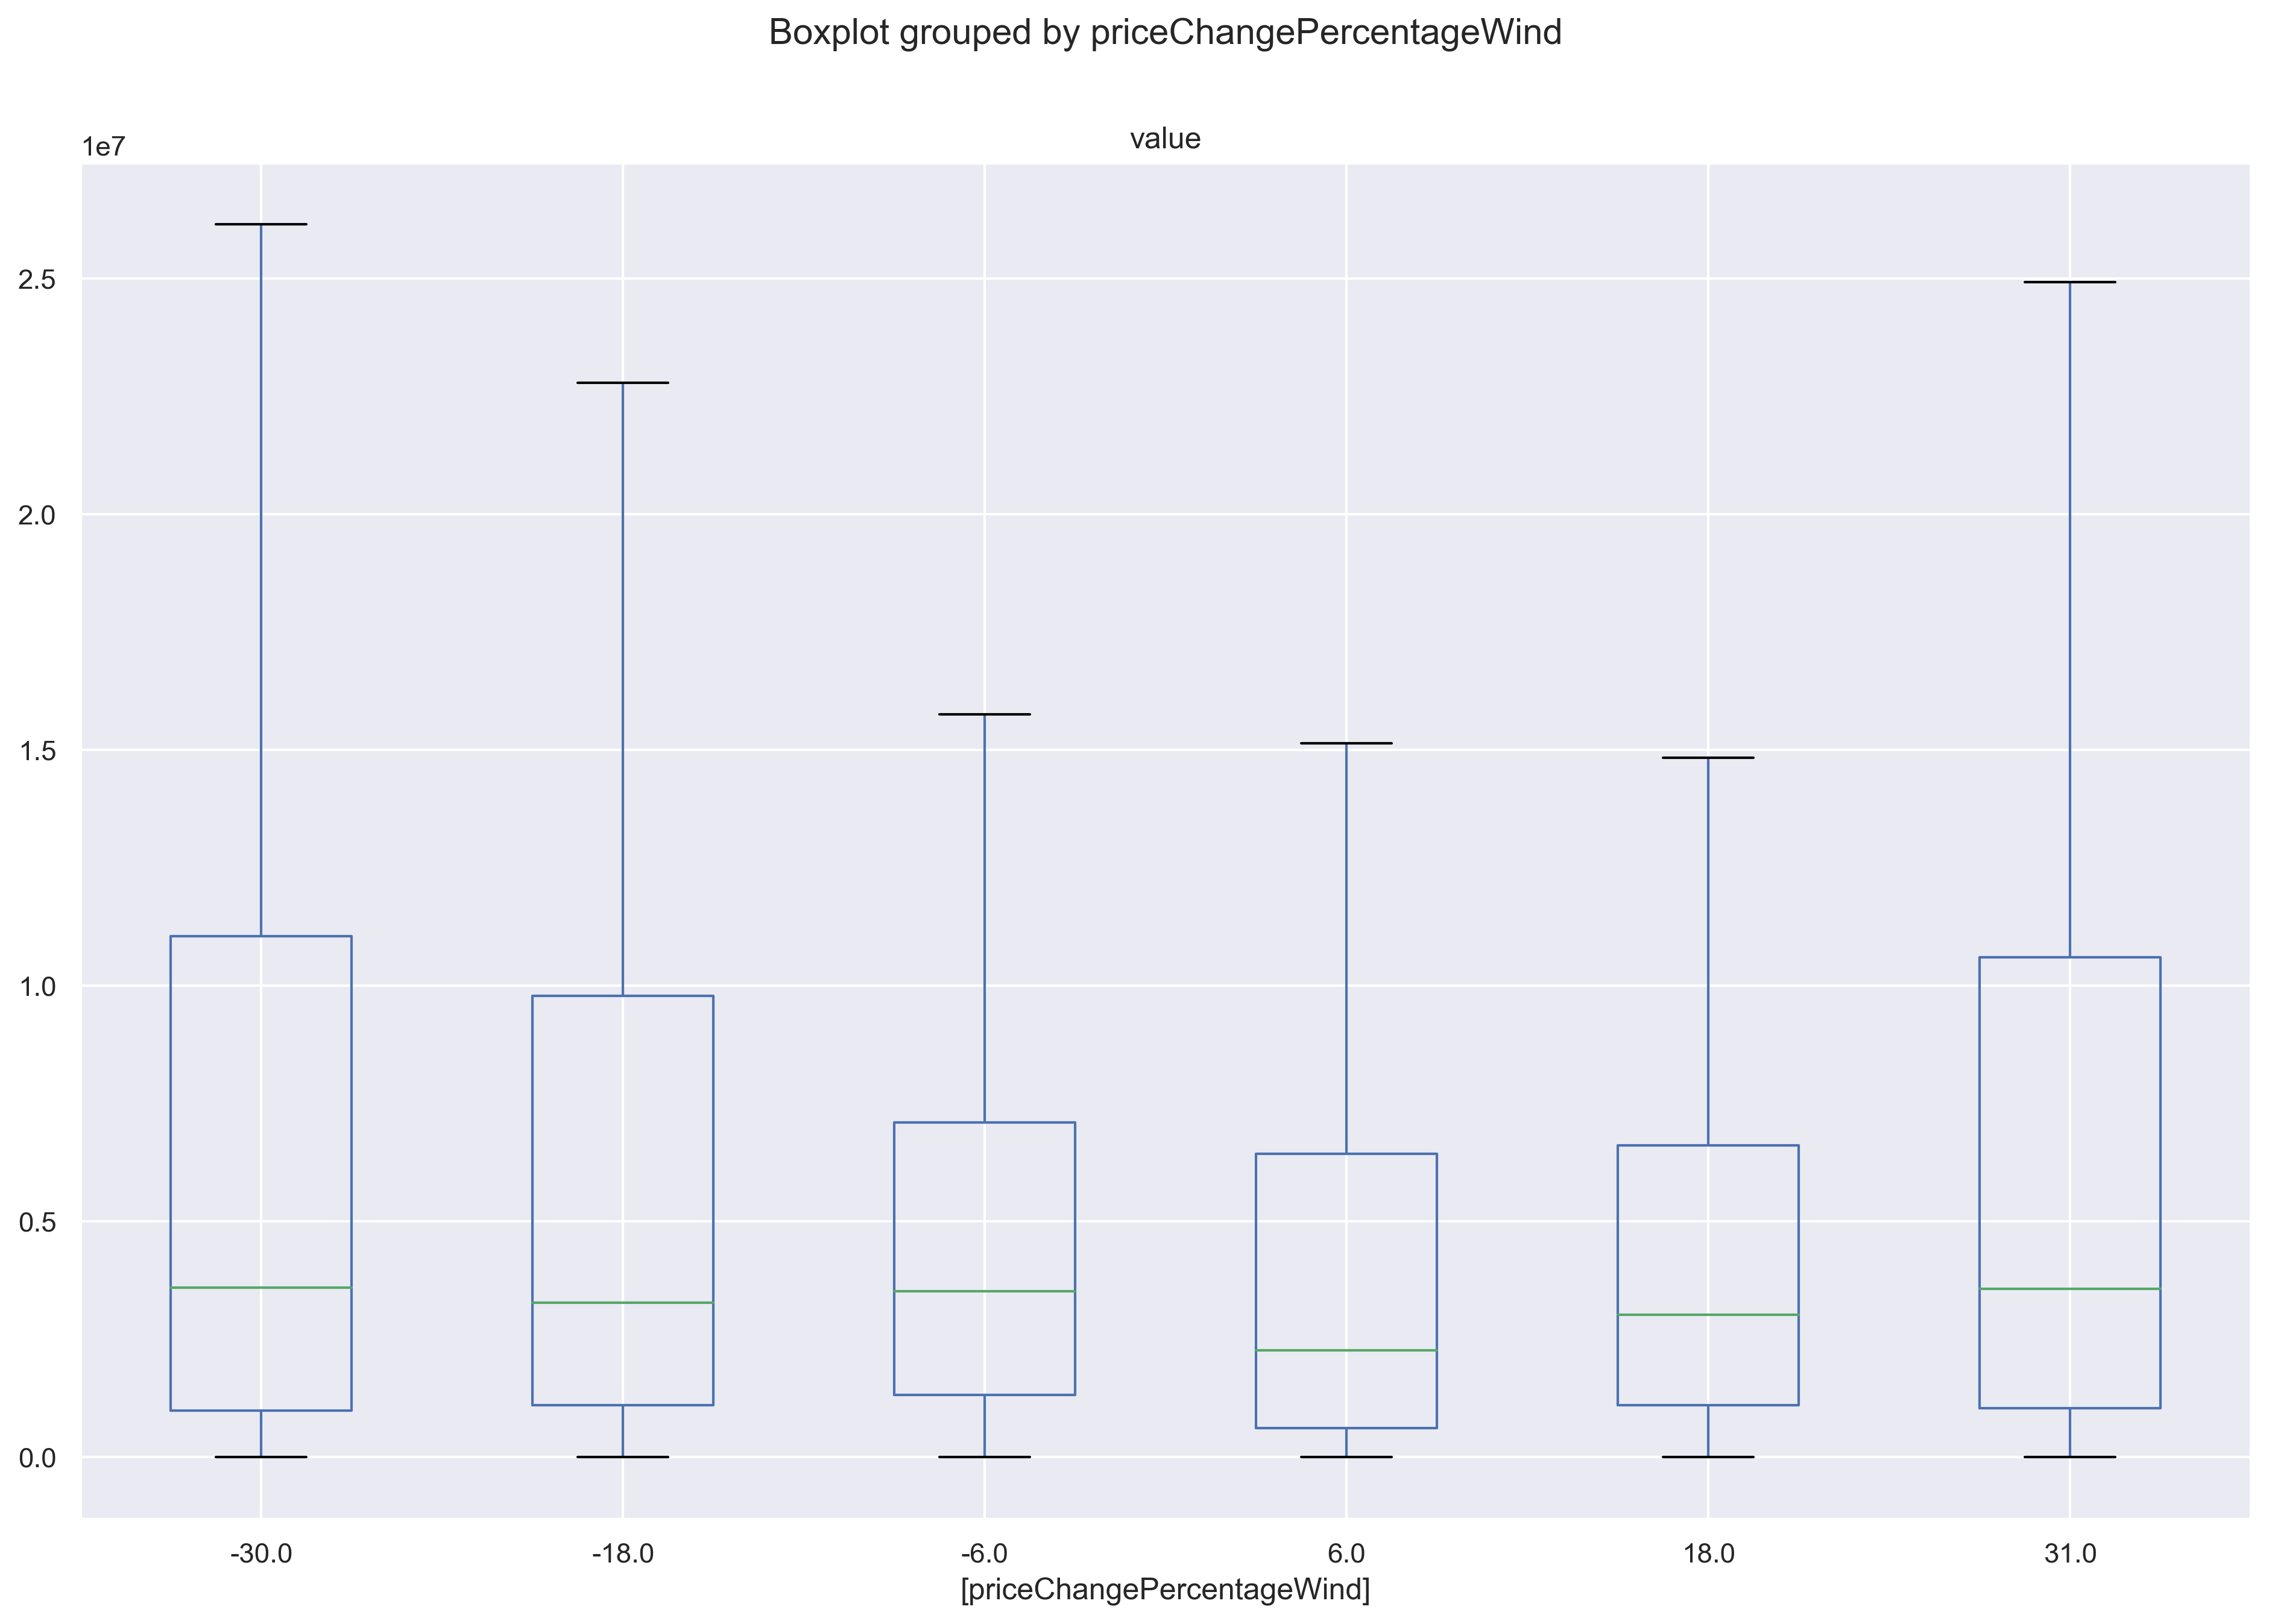 Boxplot grouped by priceChangePercentageWind
value
1e7
2.5
2.0
1.5
1.0
0.5
0.0
-30.0 -18.0 -6.0 6.0 18.0 31.0
[priceChangePercentageWind]